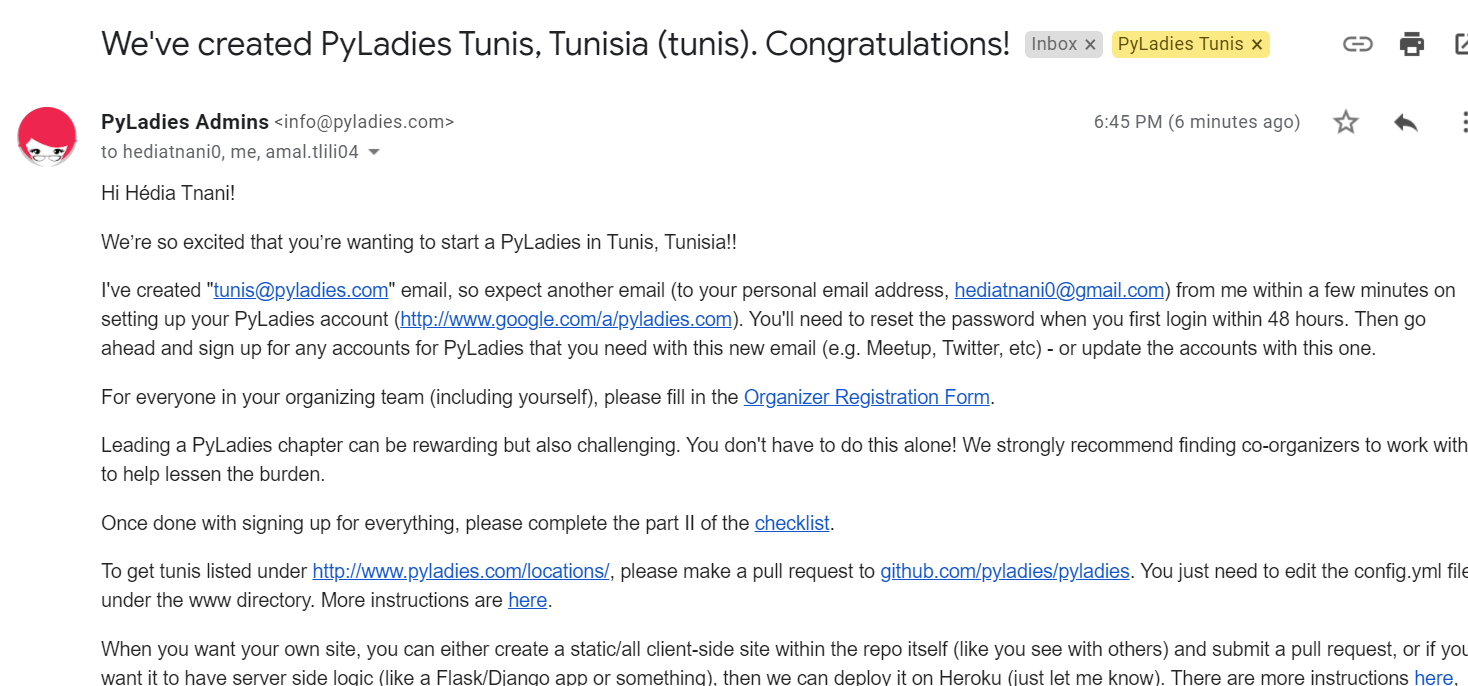 We've created PyLadies Tunis, Tunisia (tunis). Congratulations! Inbox × PyLadies Tunis ×
PyLadies Admins <info@pyladies.com> 6:45 PM (6 minutes ago)
to hediatnani0, me, amal.tlili04
Hi Hédia Tnani!
We’re so excited that you’re wanting to start a PyLadies in Tunis, Tunisia!!
I've created "tunis@pyladies.com" email, so expect another email (to your personal email address, hediatnani0@gmail.com) from me within a few minutes on
setting up your PyLadies account (http://www.google.com/a/pyladies.com). You'll need to reset the password when you first login within 48 hours. Then go
ahead and sign up for any accounts for PyLadies that you need with this new email (e.g. Meetup, Twitter, etc) - or update the accounts with this one.
For everyone in your organizing team (including yourself), please fill in the Organizer Registration Form.
Leading a PyLadies chapter can be rewarding but also challenging. You don't have to do this alone! We strongly recommend finding co-organizers to work with
to help lessen the burden.
Once done with signing up for everything, please complete the part II of the checklist.
To get tunis listed under http://www.pyladies.com/locations/, please make a pull request to github.com/pyladies/pyladies. You just need to edit the config.yml file
under the www directory. More instructions are here.
When you want your own site, you can either create a static/all client-side site within the repo itself (like you see with others) and submit a pull request, or if you
want it to have server side logic (like a Flask/Django app or something), then we can deploy it on Heroku (just let me know). There are more instructions here,